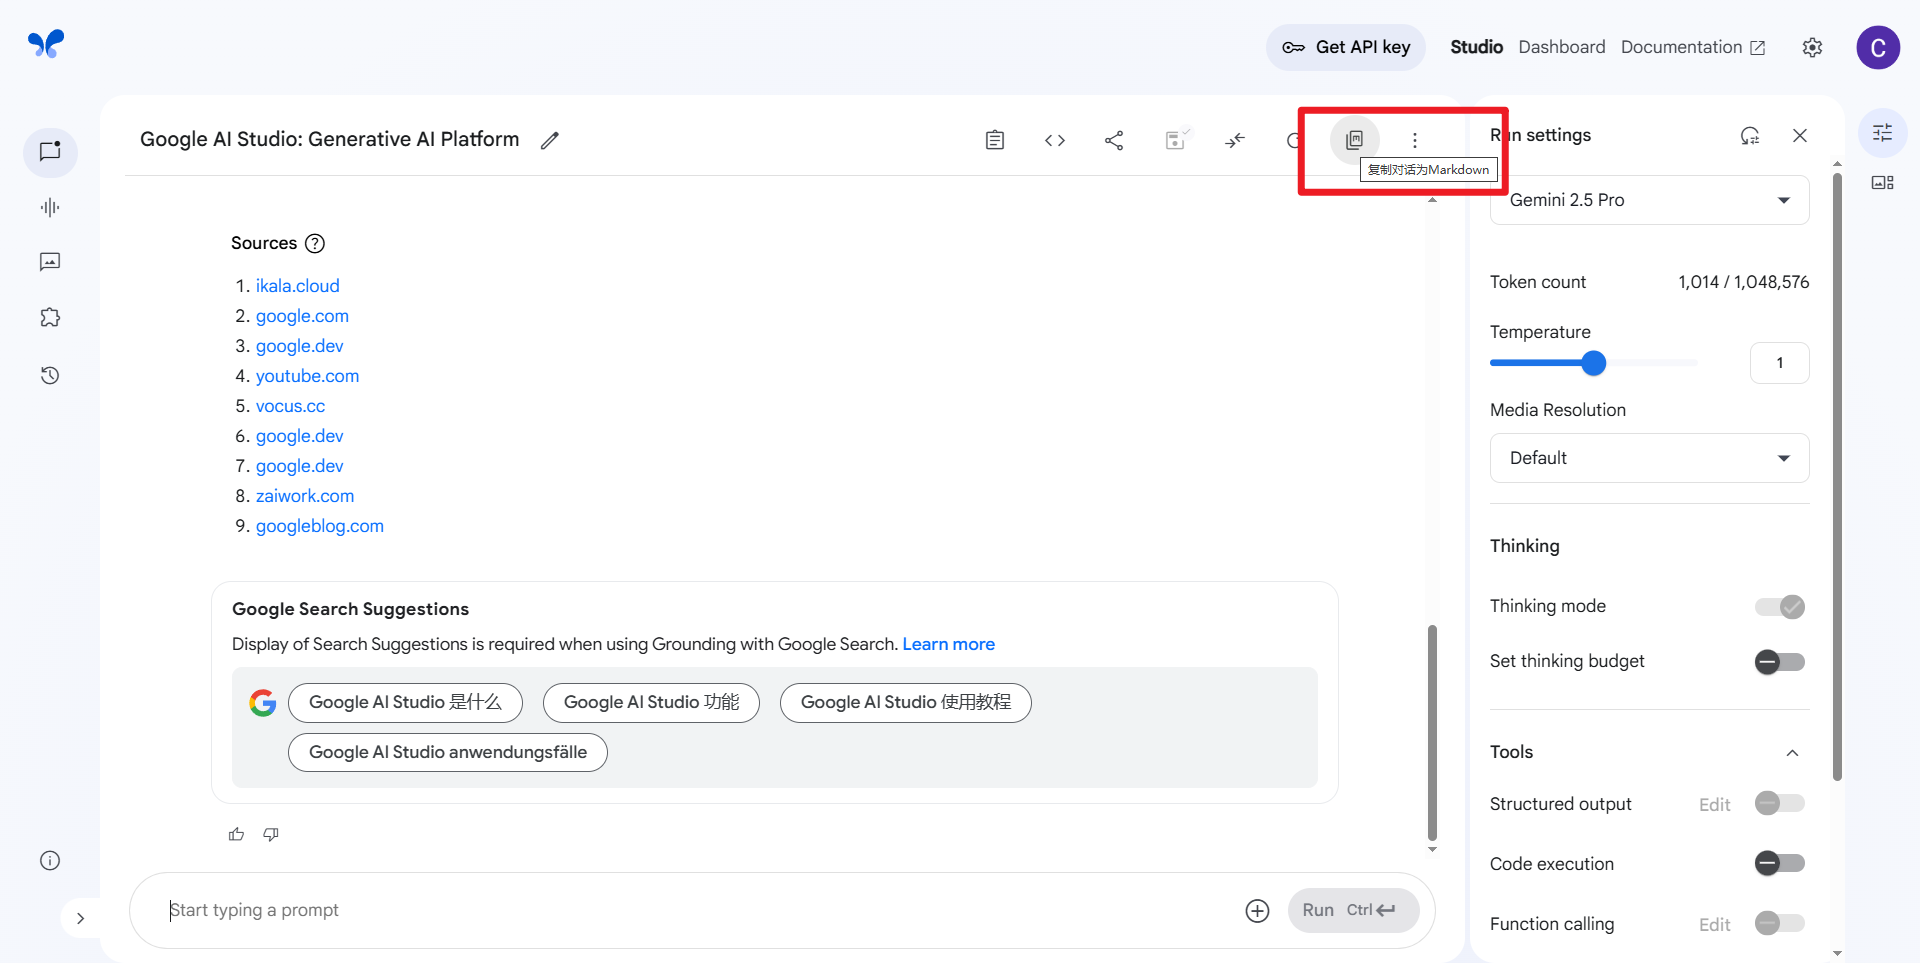 Get API key
Studio
Dashboard
Documentation
C
Google AI Studio: Generative AI Platform
复制对话为Markdown
Run settings
Gemini 2.5 Pro
Sources
1. ikala.cloud
2. google.com
3. google.dev
4. youtube.com
5. vocus.cc
6. google.dev
7. google.dev
8. zaiwork.com
9. googleblog.com
Google Search Suggestions
Display of Search Suggestions is required when using Grounding with Google Search. Learn more
Google AI Studio 是什么
Google AI Studio 功能
Google AI Studio 使用教程
Google AI Studio anwendungsfälle
Start typing a prompt
Run Ctrl
Token count 1,014 / 1,048,576
Temperature
1
Media Resolution
Default
Thinking
Thinking mode
Set thinking budget
Tools
Structured output Edit
Code execution
Function calling Edit